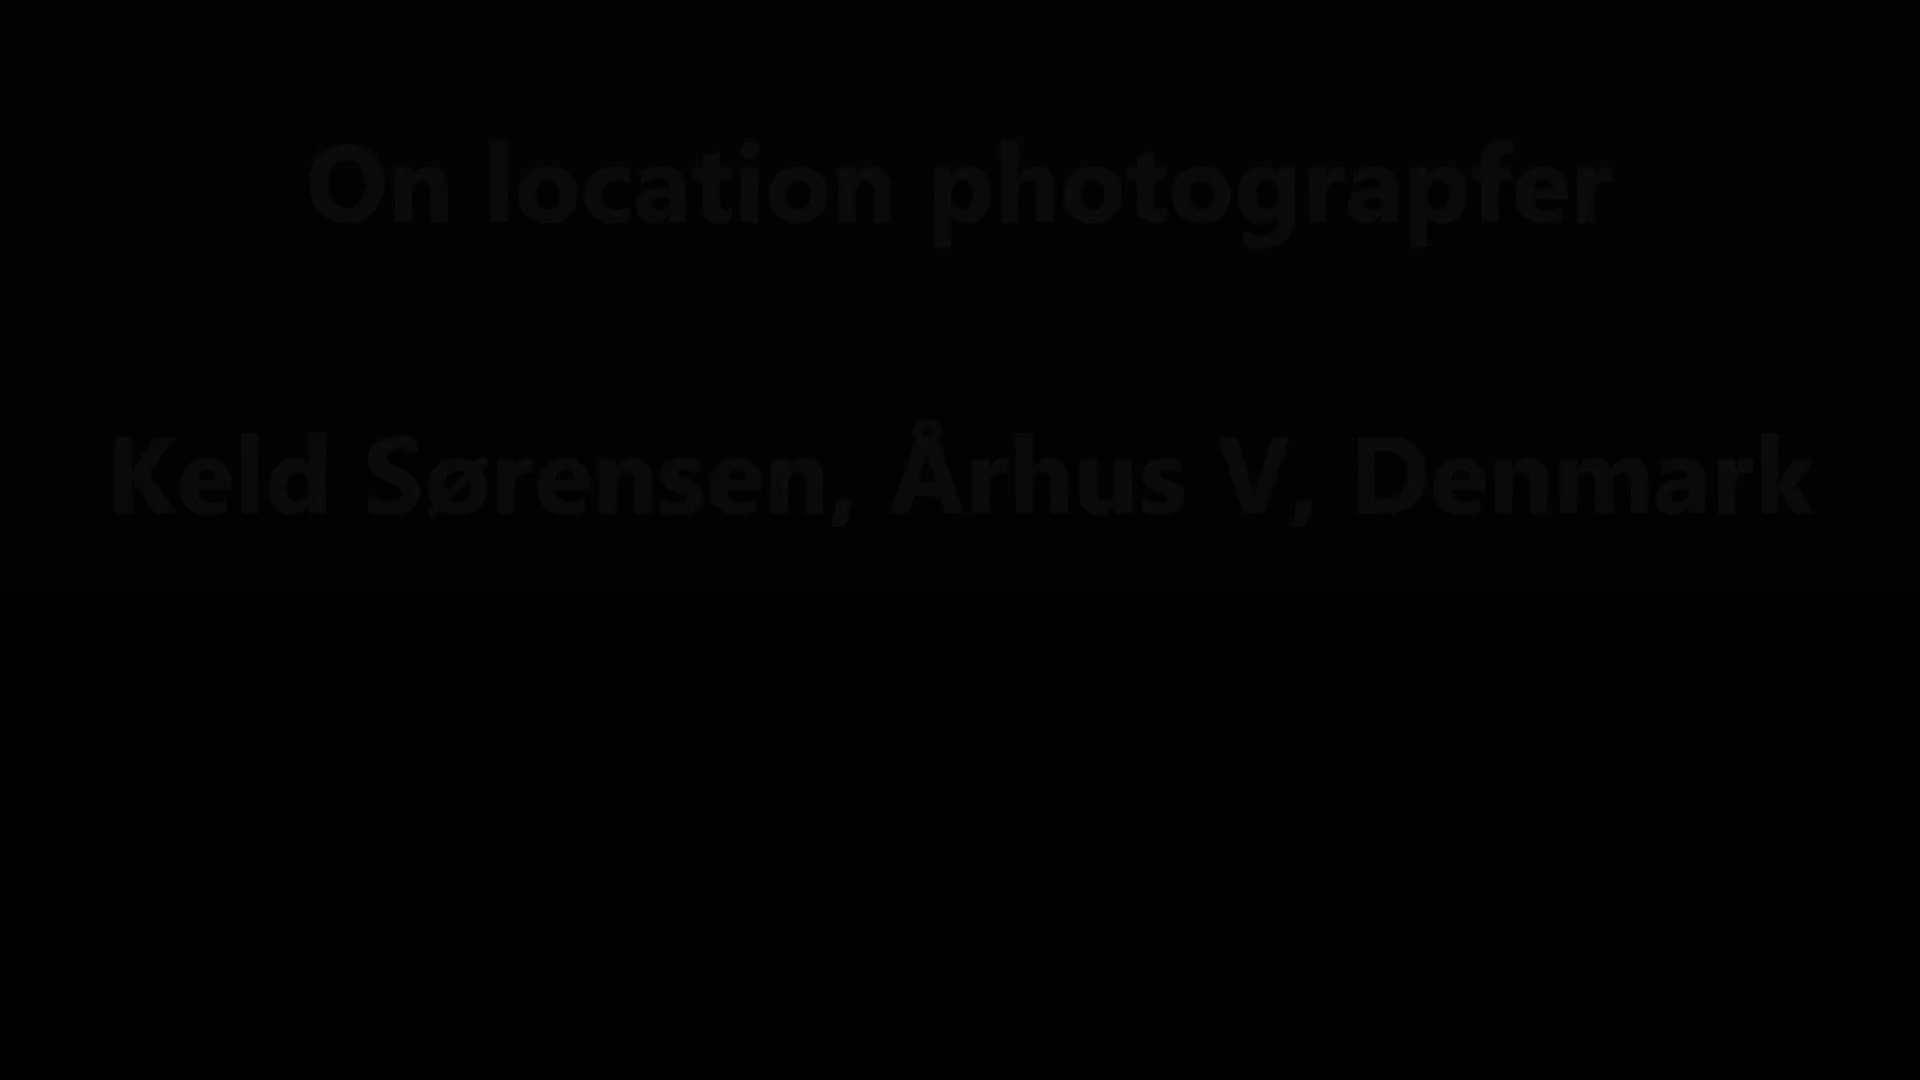 On location photograpfer
Keld Sørensen, Århus V, Denmark